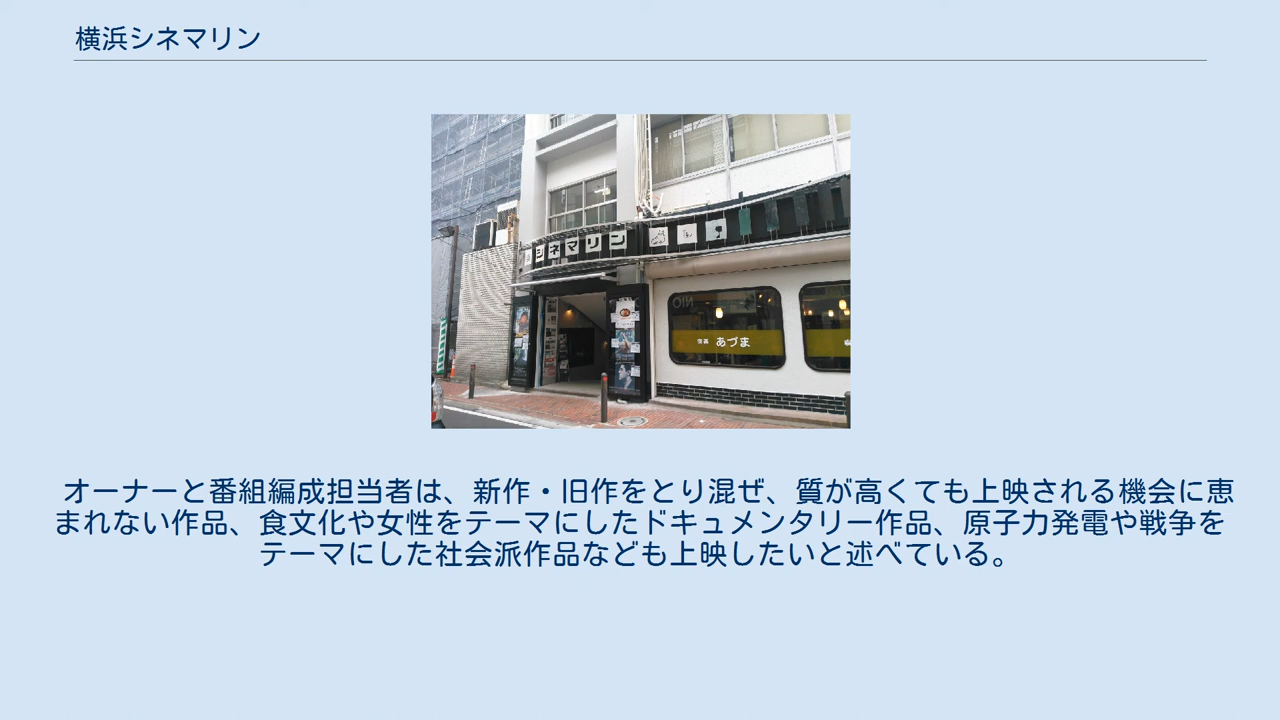 横浜シネマリン
シネマリン
あづま
オーナーと番組編成担当者は、新作・旧作をとり混ぜ、質が高くても上映される機会に恵
まれない作品、食文化や女性をテーマにしたドキュメンタリー作品、原子力発電や戦争を
テーマにした社会派作品なども上映したいと述べている。